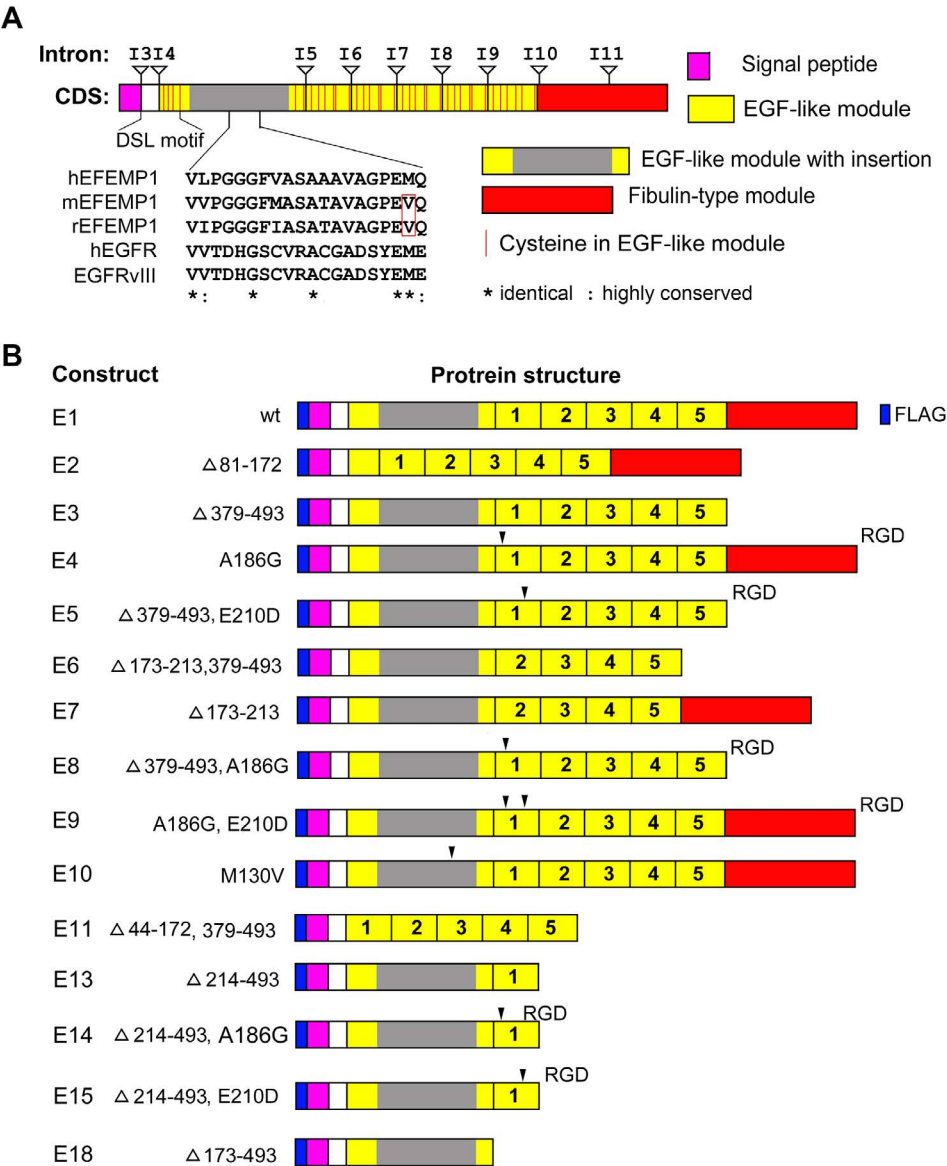 A
Intron: I3 I4 I5 I6 I7 I8 I9 I10 I11
CDS:
DSL motif
Signal peptide
EGF-like module
EGF-like module with insertion
Fibulin-type module
Cysteine in EGF-like module
* identical : highly conserved
hEFEMP1 VLPGGGFVASAAAVAGPEMQ
mEFEMP1 VVPGGGFMASATAVAGPEVQ
rEFEMP1 VIPGGGFIASATAVAGPEVQ
hEGFR VVTDHGSCVRACGADSYEME
EGFRvIII VVTDHGSCVRACGADSYEME
*: * * **:
B
Construct Protrein structure
E1 wt 1 2 3 4 5 FLAG
E2 △81-172 1 2 3 4 5
E3 △379-493 1 2 3 4 5
E4 A186G 1 2 3 4 5 RGD
E5 △379-493, E210D 1 2 3 4 5 RGD
E6 △173-213,379-493 2 3 4 5
E7 △173-213 2 3 4 5
E8 △379-493, A186G 1 2 3 4 5 RGD
E9 A186G, E210D 1 2 3 4 5 RGD
E10 M130V 1 2 3 4 5
E11 △44-172, 379-493 1 2 3 4 5
E13 △214-493 1
E14 △214-493, A186G 1 RGD
E15 △214-493, E210D 1 RGD
E18 △173-493